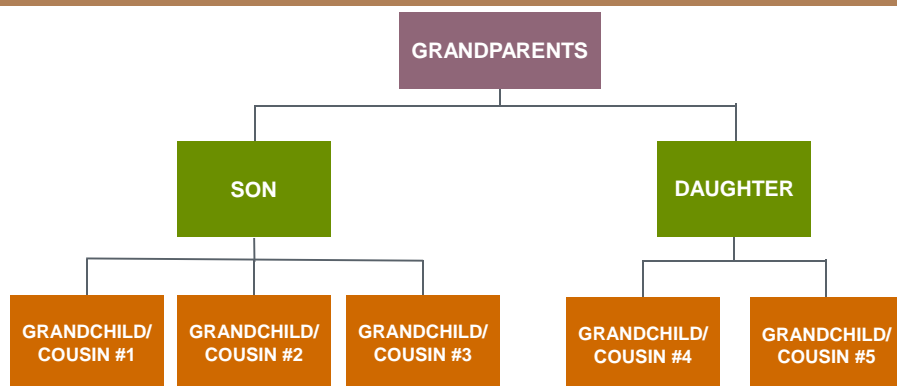 GRANDPARENTS
SON
DAUGHTER
GRANDCHILD/
COUSIN #1
GRANDCHILD/
COUSIN #2
GRANDCHILD/
COUSIN #3
GRANDCHILD/
COUSIN #4
GRANDCHILD/
COUSIN #5